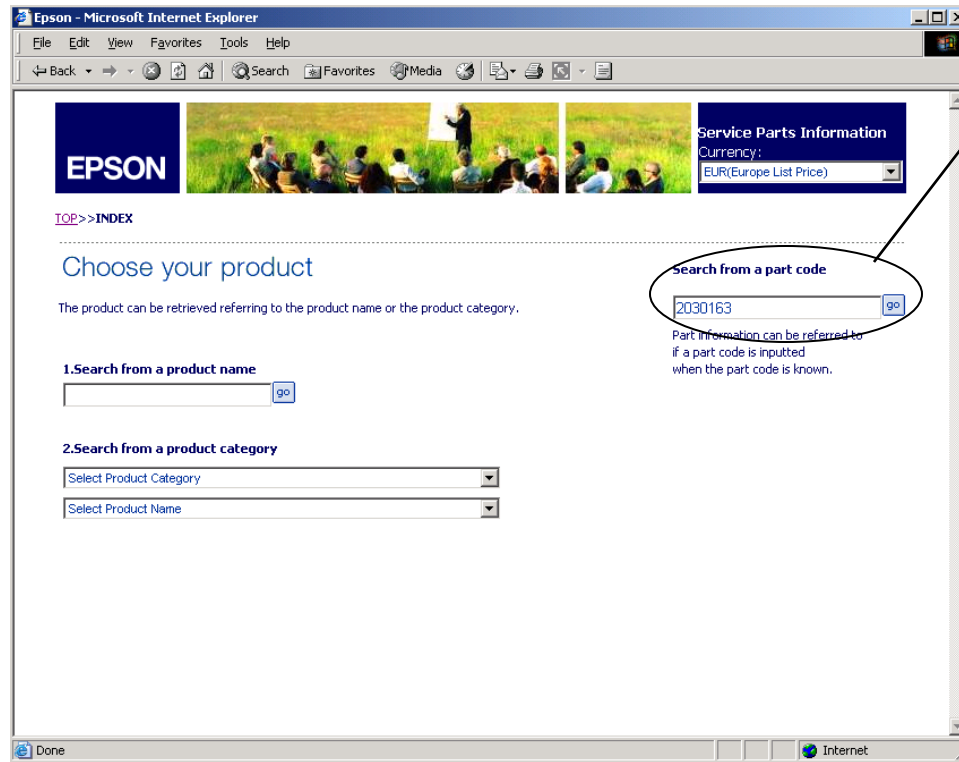 Epson - Microsoft Internet Explorer
File Edit View Favorites Tools Help
Back Search Favorites Media
EPSON
Service Parts Information
Currency:
EUR(Europe List Price)
TOP>>INDEX
Choose your product
The product can be retrieved referring to the product name or the product category.
1.Search from a product name
go
2.Search from a product category
Select Product Category
Select Product Name
Search from a part code
2030163 go
Part information can be referred to
if a part code is inputted
when the part code is known.
Done Internet